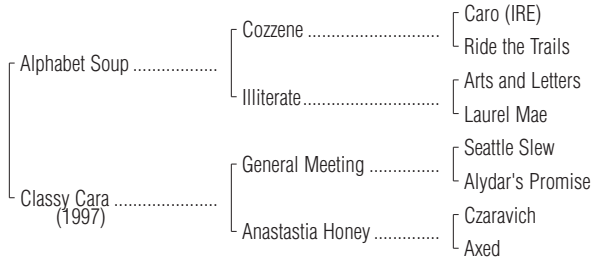 Caro (IRE)
Cozzene
Ride the Trails
Alphabet Soup
Arts and Letters
Illiterate
Laurel Mae
Seattle Slew
General Meeting
Alydar's Promise
Classy Cara
(1997)
Czaravich
Anastastia Honey
Axed